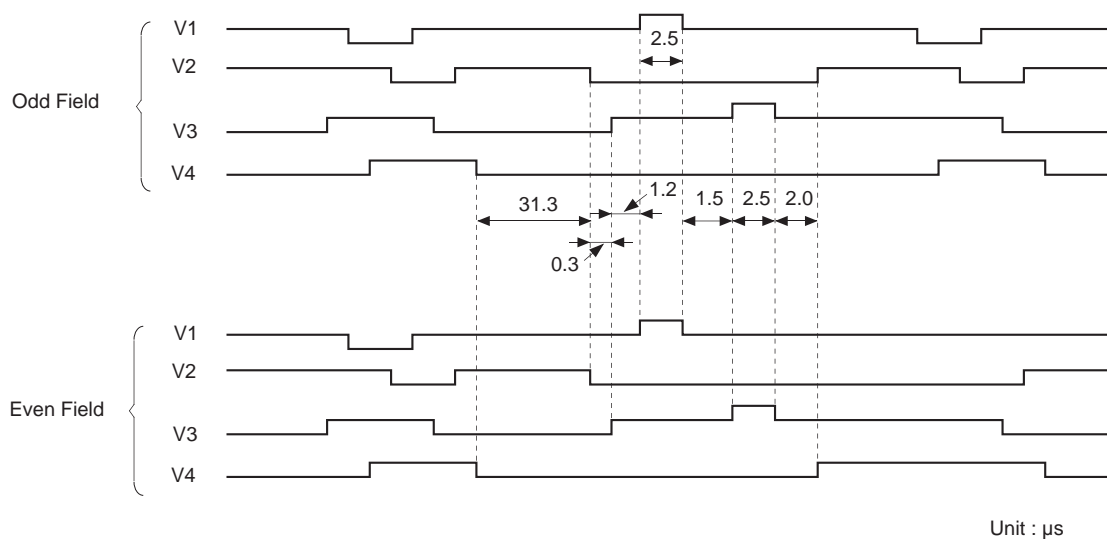 Odd Field
V1
2.5
V2
V3
V4
31.3
1.2
1.5
2.5
2.0
0.3
Even Field
V1
V2
V3
V4
Unit : µs